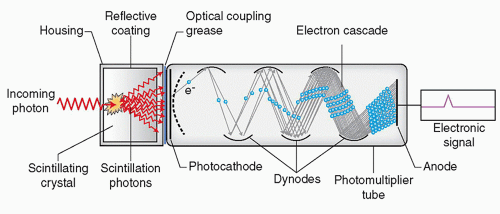 Housing
Reflective
coating
Optical coupling
grease
Electron cascade
Incoming
photon
e-
Electronic
signal
Scintillating
crystal
Scintillation
photons
Photocathode
Dynodes
Photomultiplier
tube
Anode